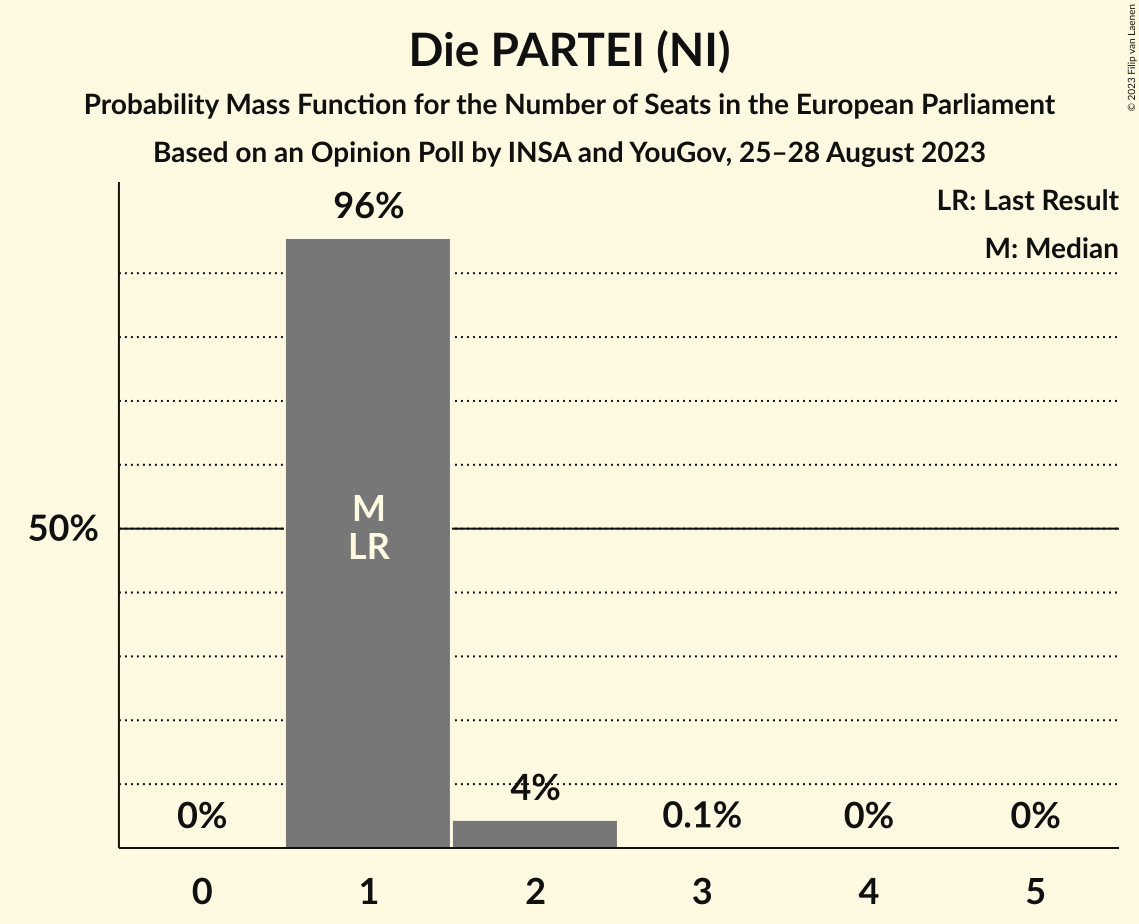 Die PARTEI (NI)
Probability Mass Function for the Number of Seats in the European Parliament
Based on an Opinion Poll by INSA and YouGov, 25–28 August 2023
© 2023 Filip van Laenen
LR: Last Result
M: Median
96%
M
LR
50%
0%
4%
0.1%
0%
0%
0 1 2 3 4 5